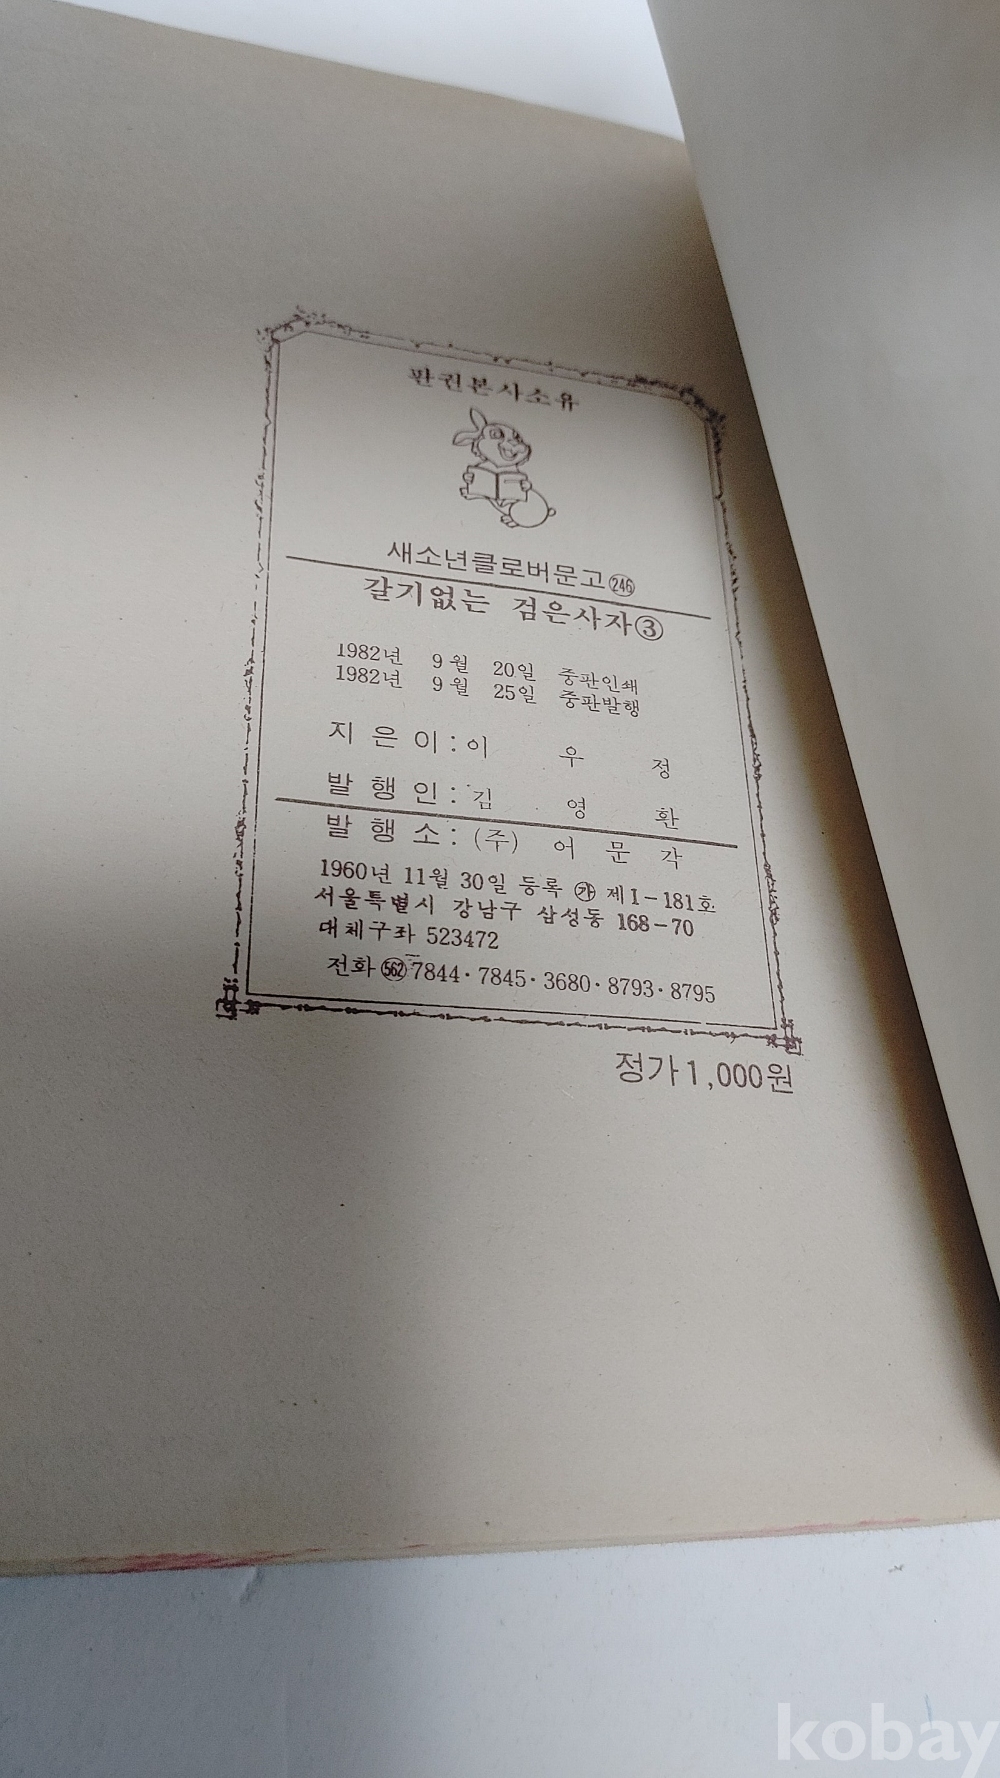 판권본사소유
새소년클로버문고 246
갈기없는 검은사자 ③
1982년 9월 20일 중판인쇄
1982년 9월 25일 중판발행
지은이 : 이우정
발행인 : 김영환
발행소 : (주) 어문각
1960년 11월 30일 등록 ㉮ 제Ⅰ-181호
서울특별시 강남구 삼성동 168-70
대체구좌 523472
전화 562-7844·7845·3680·8793·8795
정가 1,000원
kobay